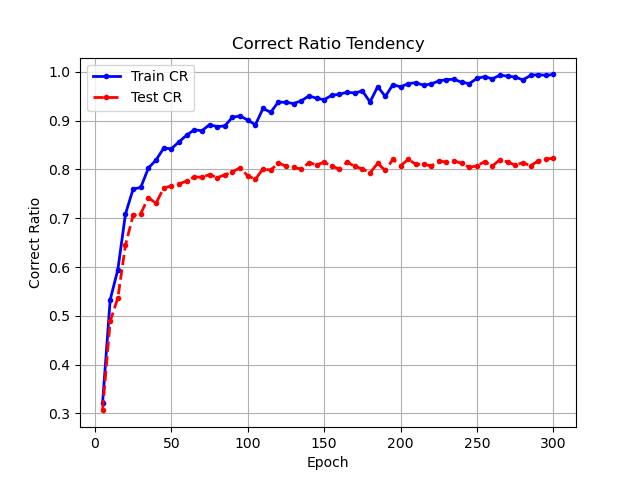 Correct Ratio Tendency
Train CR
Test CR
Correct Ratio
1.0
0.9
0.8
0.7
0.6
0.5
0.4
0.3
0 50 100 150 200 250 300
Epoch